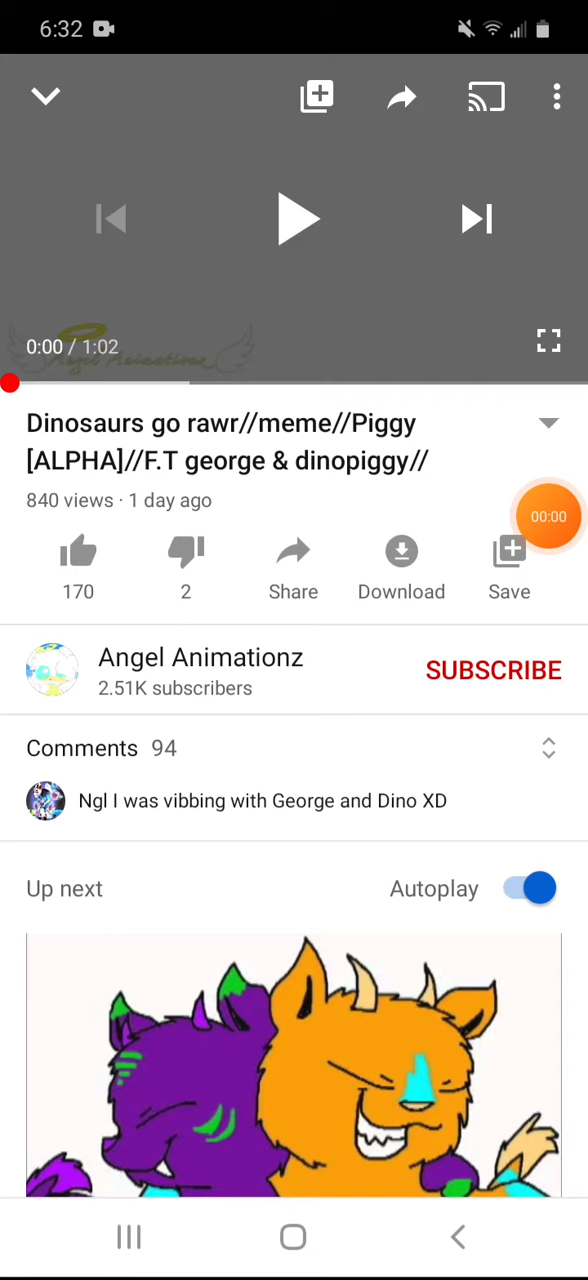 6:32
0:00 / 1:02
Angel Animationz
Dinosaurs go rawr//meme//Piggy
[ALPHA]//F.T george & dinopiggy//
840 views · 1 day ago
00:00
170
2
Share
Download
Save
Angel Animationz
2.51K subscribers
SUBSCRIBE
Comments 94
Ngl I was vibbing with George and Dino XD
Up next
Autoplay